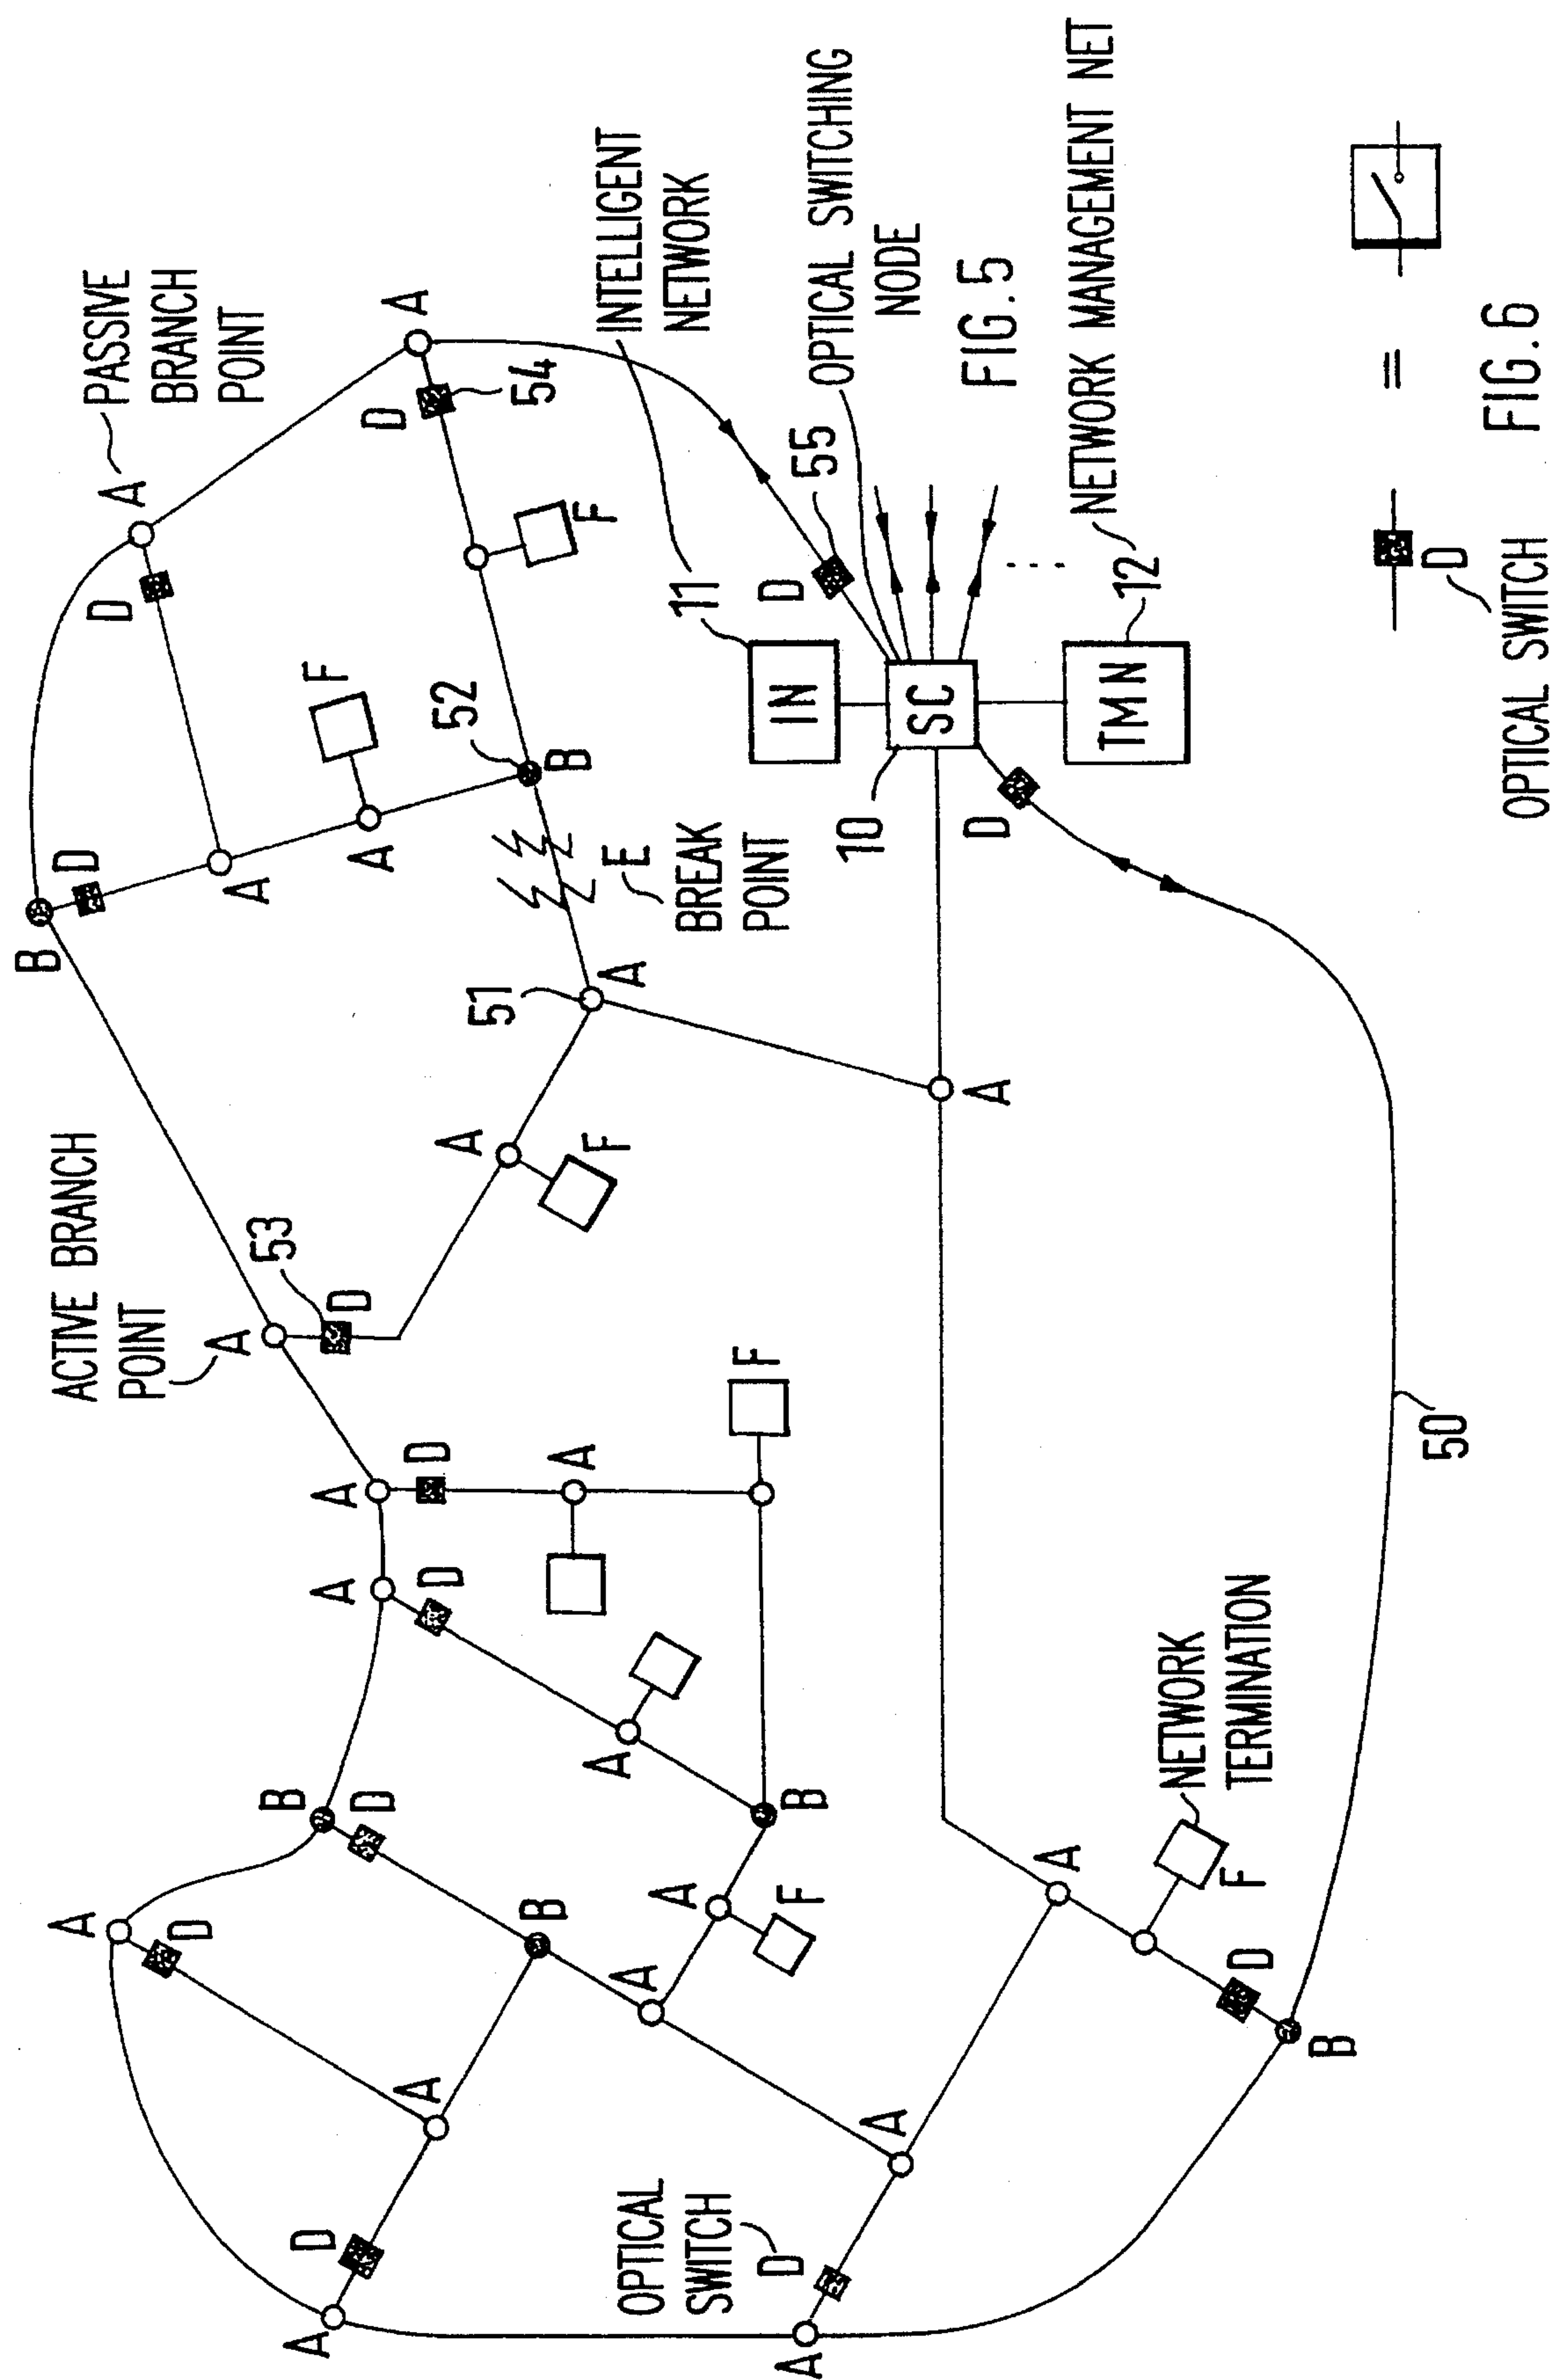 B
A
D
ACTIVE BRANCH
POINT
PASSIVE
BRANCH
POINT
A
D
D
A
53
A
B
A
D
F
D
A
A
D
A
D
A
A
D
D
52
A
51
54
B
A
B
F
A
F
A
E
BREAK
POINT
INTELLIGENT
NETWORK
A
OPTICAL
SWITCH
D
A
11
F
D
IN
F
B
A
55
OPTICAL SWITCHING
NODE
10
A
SC
D
A
FIG.5
A
NETWORK MANAGEMENT NET
TMN
12
NETWORK
TERMINATION
F
D
B
50
D
=
OPTICAL SWITCH
FIG.6